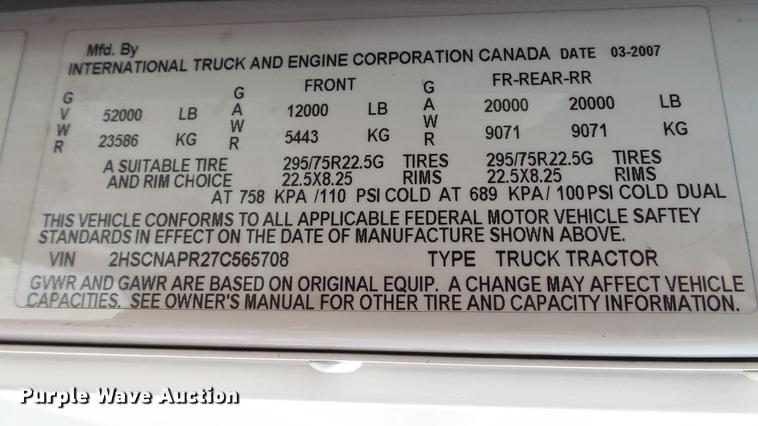 Mfd. By
INTERNATIONAL TRUCK AND ENGINE CORPORATION CANADA DATE 03-2007
GVWR GAWR FRONT GAWR FR-REAR-RR
52000 LB 12000 LB 20000 20000 LB
23586 KG 5443 KG 9071 9071 KG
A SUITABLE TIRE 295/75R22.5G TIRES 295/75R22.5G TIRES
AND RIM CHOICE 22.5X8.25 RIMS 22.5X8.25 RIMS
AT 758 KPA /110 PSI COLD AT 689 KPA/ 100 PSI COLD DUAL
THIS VEHICLE CONFORMS TO ALL APPLICABLE FEDERAL MOTOR VEHICLE SAFTEY
STANDARDS IN EFFECT ON THE DATE OF MANUFACTURE SHOWN ABOVE.
VIN 2HSCNAPR27C565708 TYPE TRUCK TRACTOR
GVWR AND GAWR ARE BASED ON ORIGINAL EQUIP. A CHANGE MAY AFFECT VEHICLE
CAPACITIES. SEE OWNER'S MANUAL FOR OTHER TIRE AND CAPACITY INFORMATION.
Purple Wave Auction